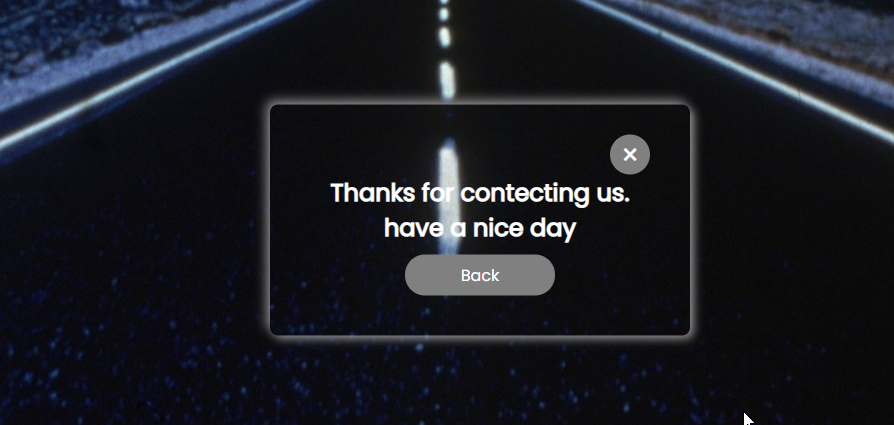 Thanks for contecting us.
have a nice day
Back